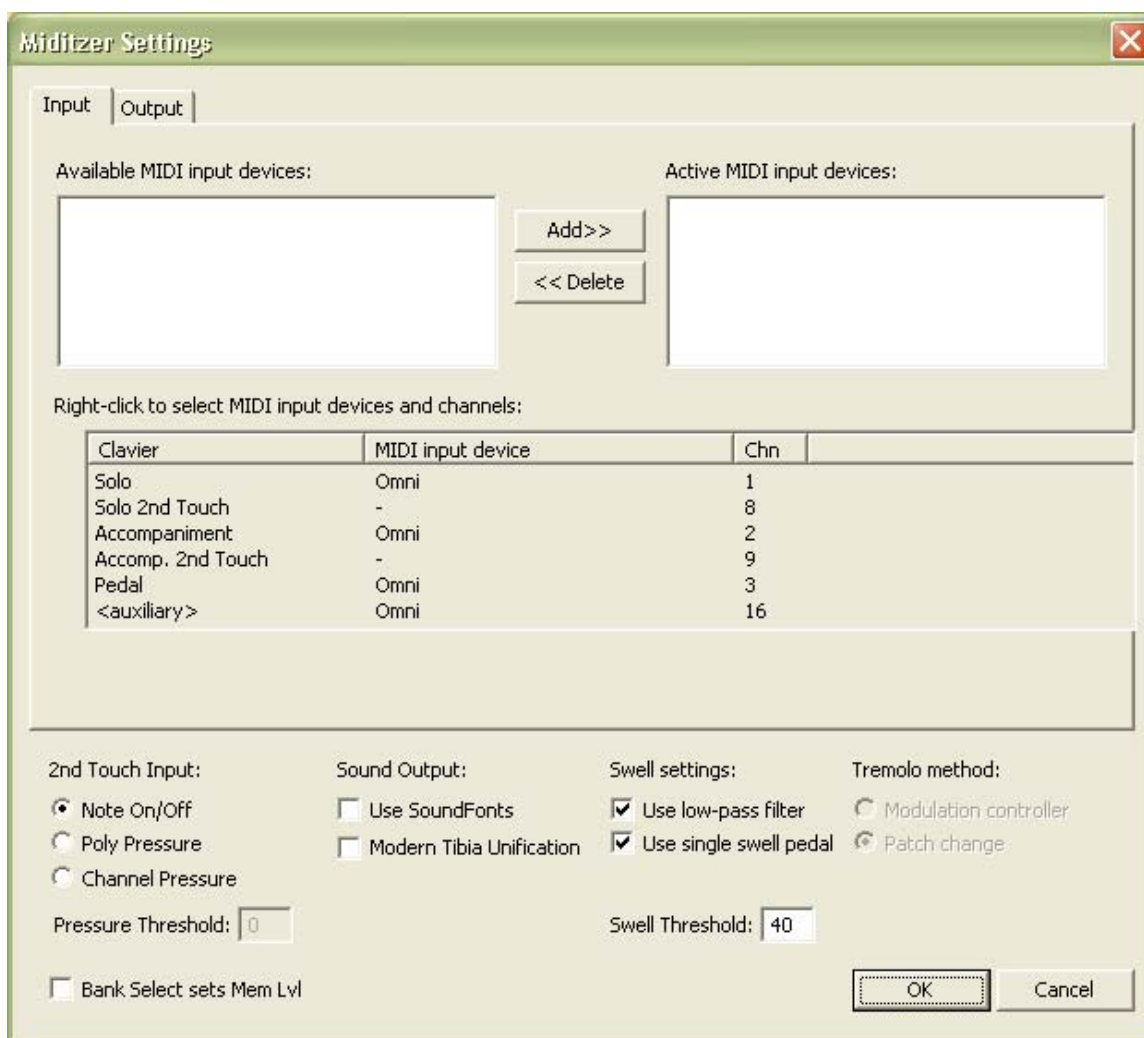 Miditzer Settings
Input Output
Available MIDI input devices: Active MIDI input devices:
Add>>
<< Delete
Right-click to select MIDI input devices and channels:
Clavier MIDI input device Chn
Solo Omni 1
Solo 2nd Touch - 8
Accompaniment Omni 2
Accomp. 2nd Touch - 9
Pedal Omni 3
<auxiliary> Omni 16
2nd Touch Input: Sound Output: Swell settings: Tremolo method:
Note On/Off Use SoundFonts Use low-pass filter Modulation controller
Poly Pressure Modern Tibia Unification Use single swell pedal Patch change
Channel Pressure
Pressure Threshold: 0 Swell Threshold: 40
Bank Select sets Mem Lvl OK Cancel